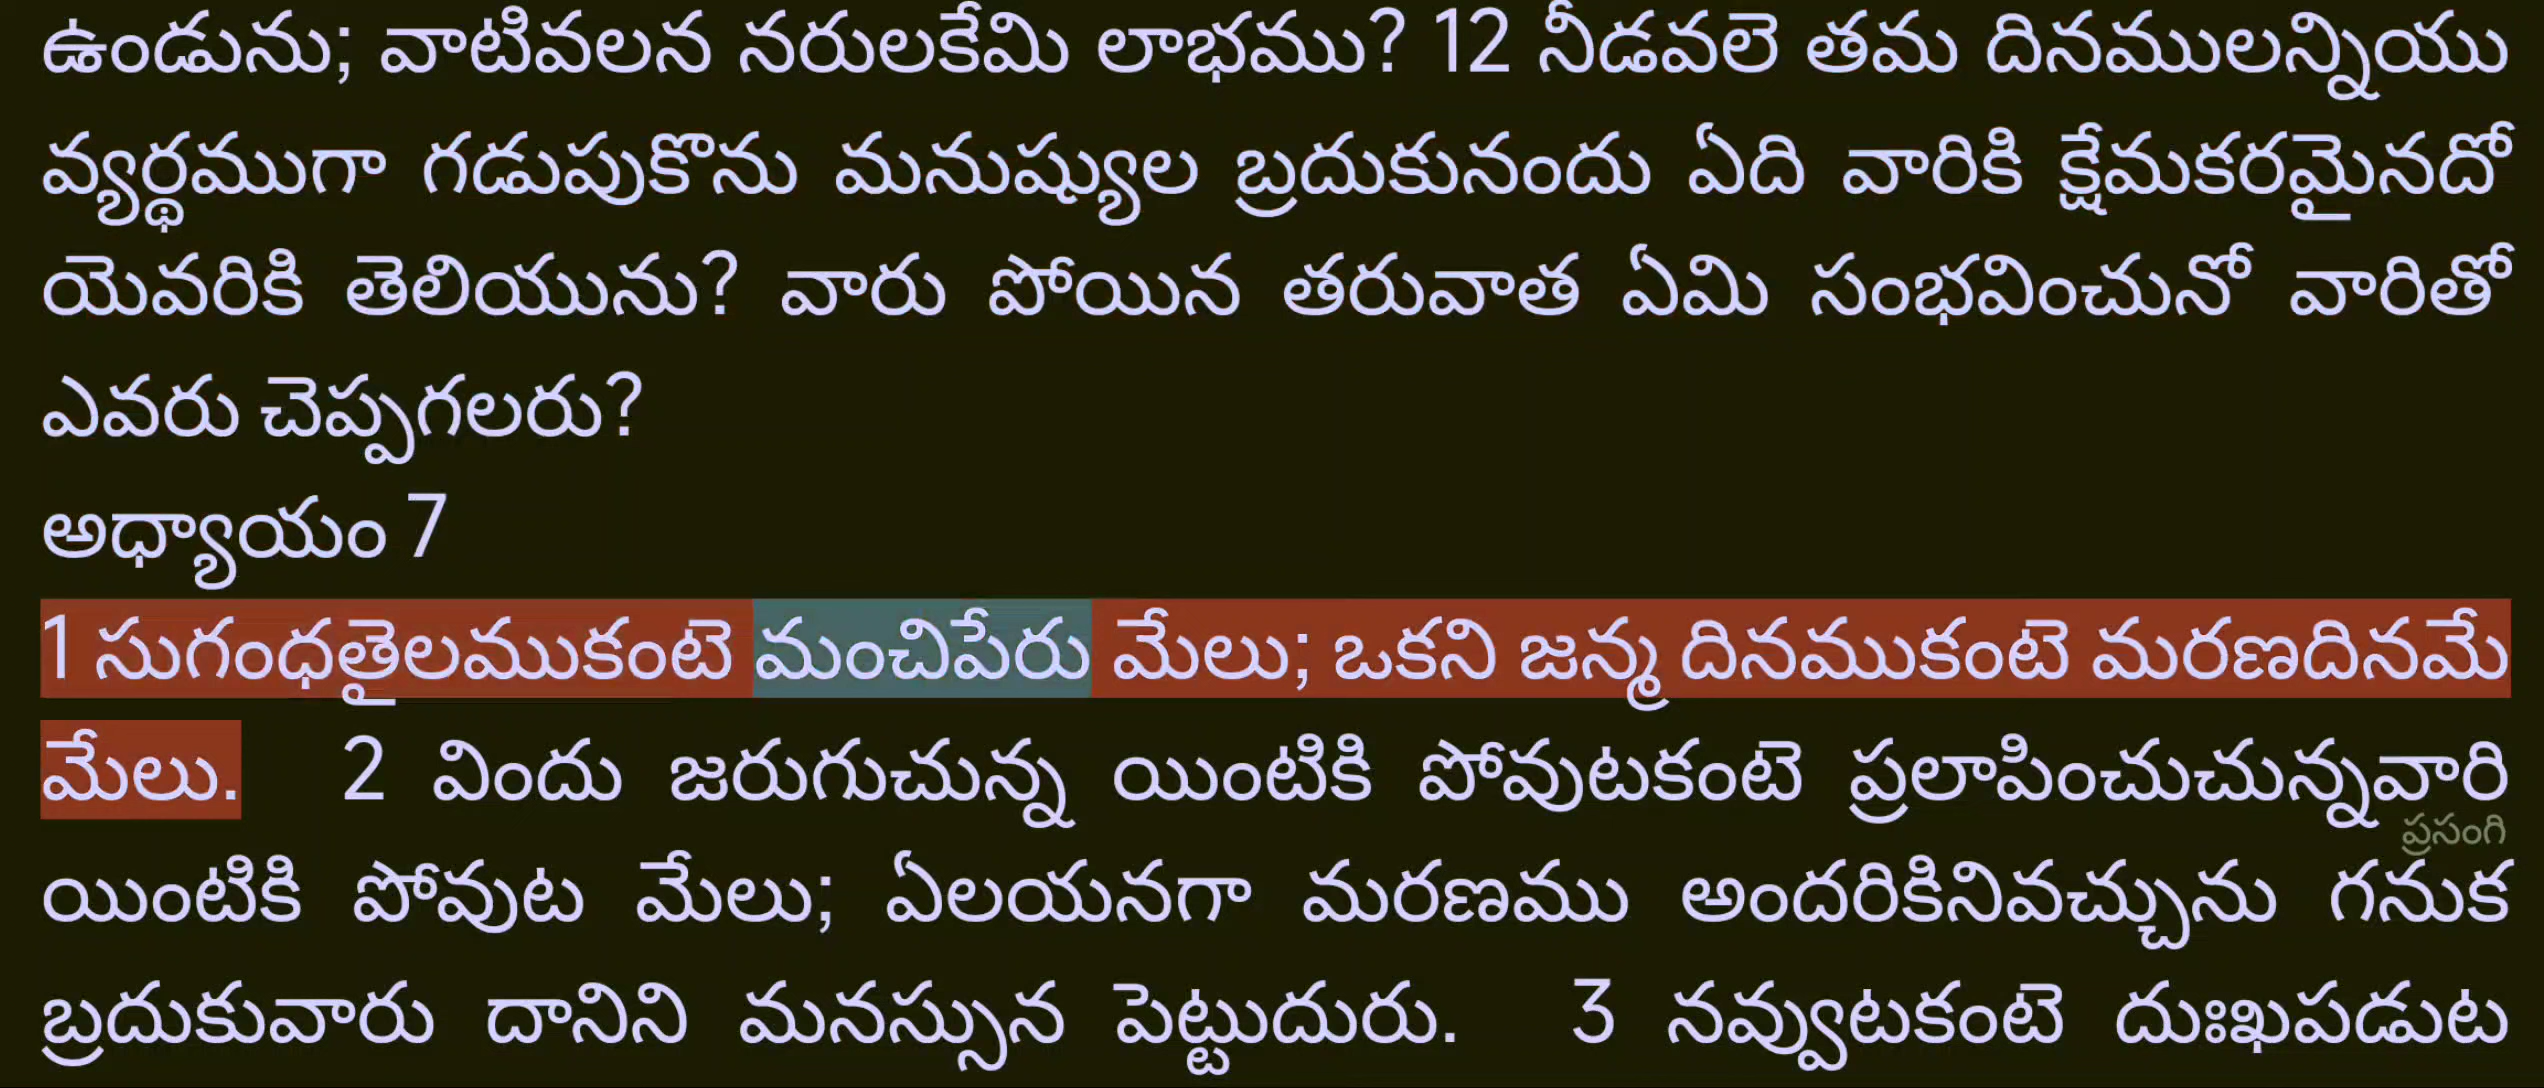 ఉండును; వాటివలన నరులకేమి లాభము? 12 నీడవలె తమ దినములన్నియు
వ్యర్థముగా గడుపుకొను మనుష్యుల బ్రదుకునందు ఏది వారికి క్షేమకరమైనదో
యెవరికి తెలియును? వారు పోయిన తరువాత ఏమి సంభవించునో వారితో
ఎవరు చెప్పగలరు?
అధ్యాయం 7
1 సుగంధతైలముకంటె మంచిపేరు మేలు; ఒకని జన్మ దినముకంటె మరణదినమే
మేలు. 2 విందు జరుగుచున్న యింటికి పోవుటకంటె ప్రలాపించుచున్నవారి
ప్రసంగి
యింటికి పోవుట మేలు; ఏలయనగా మరణము అందరికినివచ్చును గనుక
బ్రదుకువారు దానిని మనస్సున పెట్టుదురు. 3 నవ్వుటకంటె దుఃఖపడుట